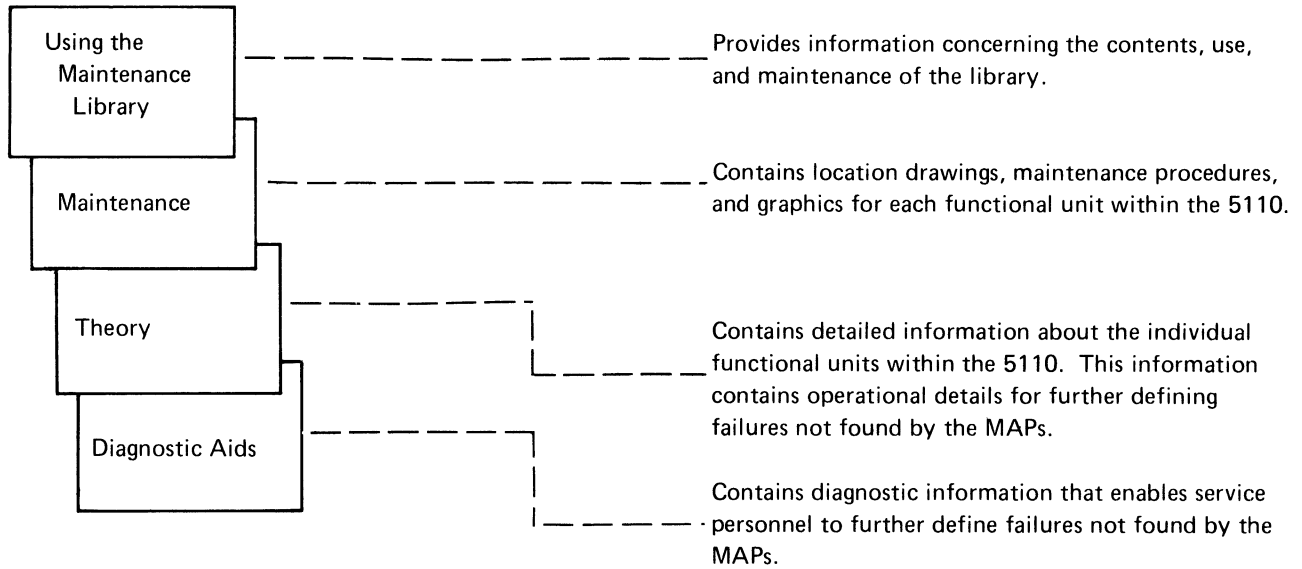 Using the
Maintenance
Library
Provides information concerning the contents, use,
and maintenance of the library.
Maintenance
Contains location drawings, maintenance procedures,
and graphics for each functional unit within the 5110.
Theory
Contains detailed information about the individual
functional units within the 5110. This information
contains operational details for further defining
failures not found by the MAPs.
Diagnostic Aids
Contains diagnostic information that enables service
personnel to further define failures not found by the
MAPs.